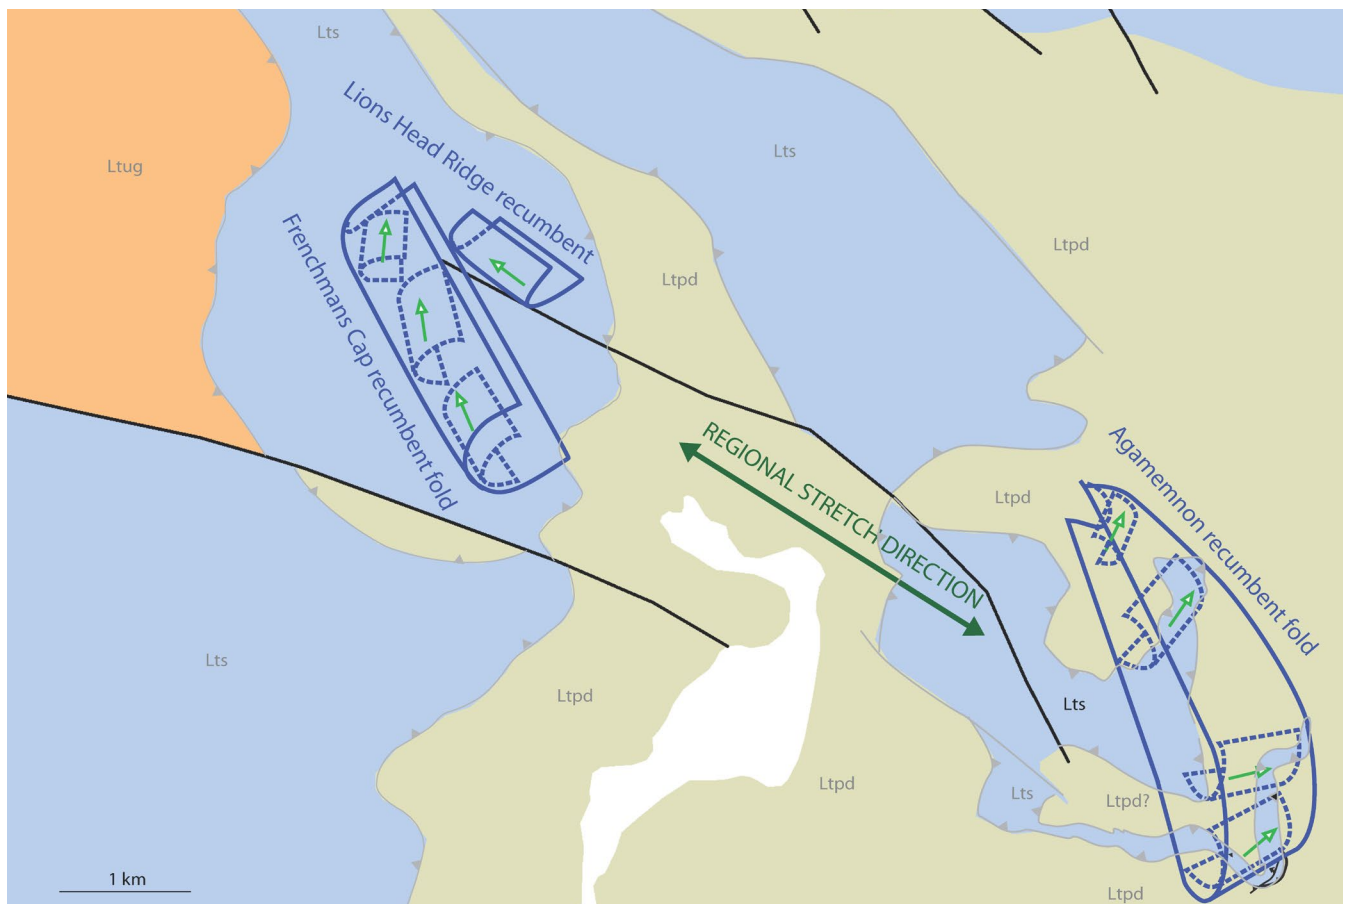 Lts
Lions Head Ridge recumbent
Ltug
Lts
Frenchmans Cap recumbent fold
Ltpd
Ltpd
REGIONAL STRETCH DIRECTION
Agamemnon recumbent fold
Ltpd
Lts
Ltpd
Lts
Ltpd
Lts
Ltpd?
1 km
Ltpd